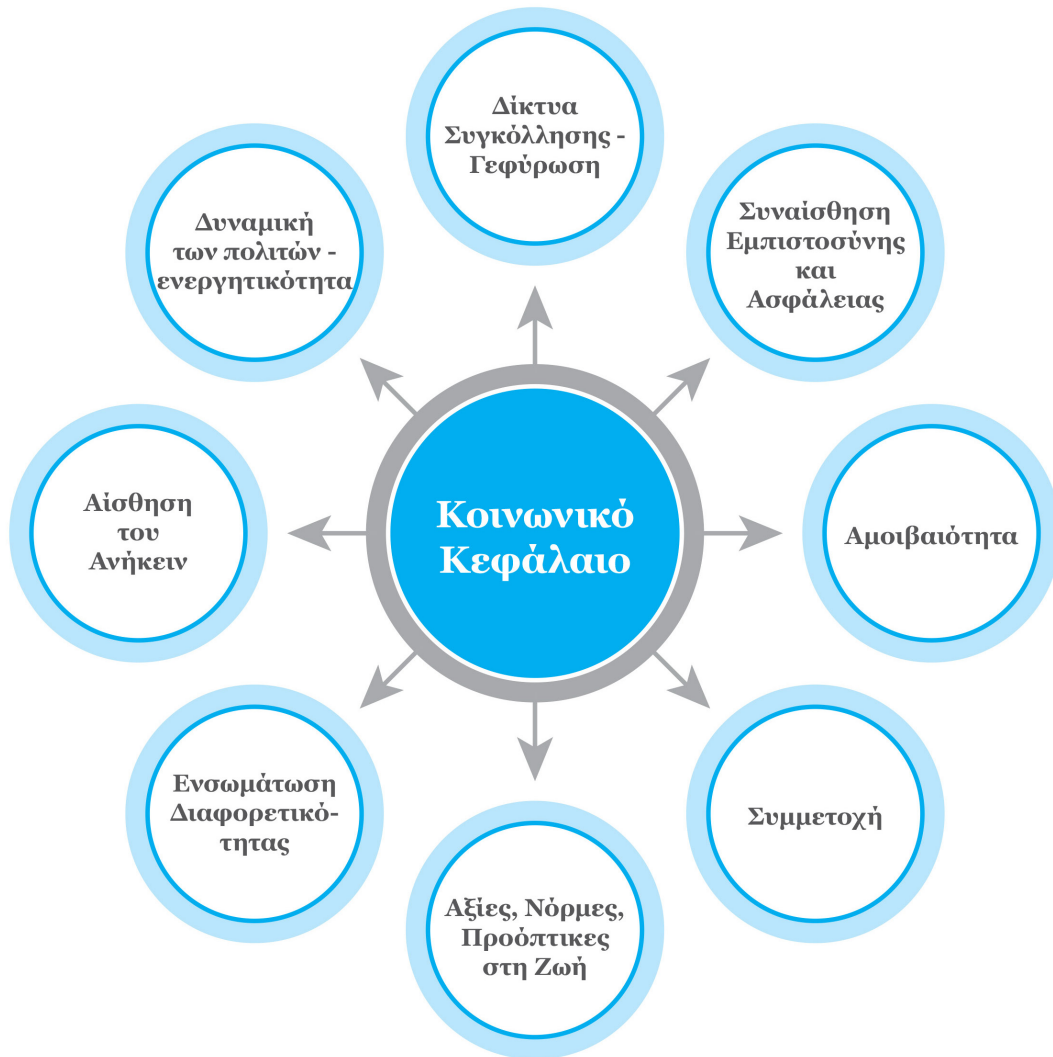 Δίκτυα
Συγκόλλησης -
Γεφύρωση
Συναίσθηση
Εμπιστοσύνης
και
Ασφάλειας
Αμοιβαιότητα
Συμμετοχή
Αξίες, Νόρμες,
Προόπτικες
στη Ζωή
Ενσωμάτωση
Διαφορετικό-
τητας
Αίσθηση
του
Ανήκειν
Δυναμική
των πολιτών -
ενεργητικότητα
Κοινωνικό
Κεφάλαιο